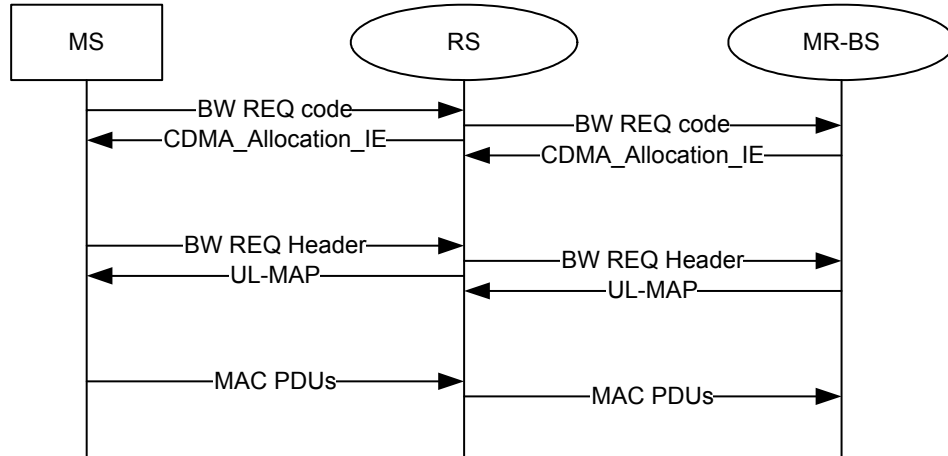 MS
RS
MR-BS
BW REQ code
BW REQ code
CDMA_Allocation_IE
CDMA_Allocation_IE
BW REQ Header
BW REQ Header
UL-MAP
UL-MAP
MAC PDUs
MAC PDUs